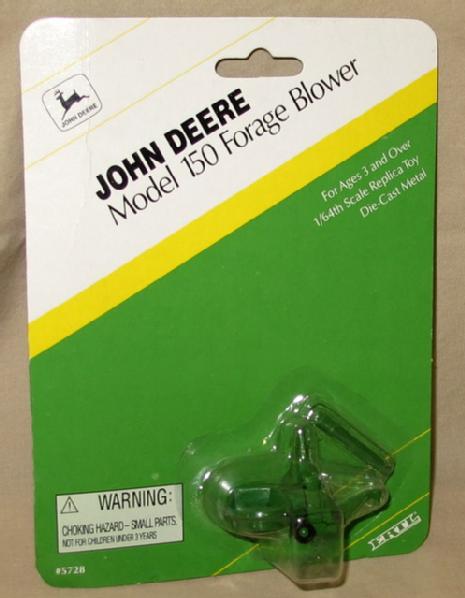 JOHN DEERE
JOHN DEERE
Model 150 Forage Blower
For Ages 3 and Over
1/64th Scale Replica Toy
Die-Cast Metal
WARNING:
CHOKING HAZARD – SMALL PARTS.
NOT FOR CHILDREN UNDER 3 YEARS
#5728
ERTL